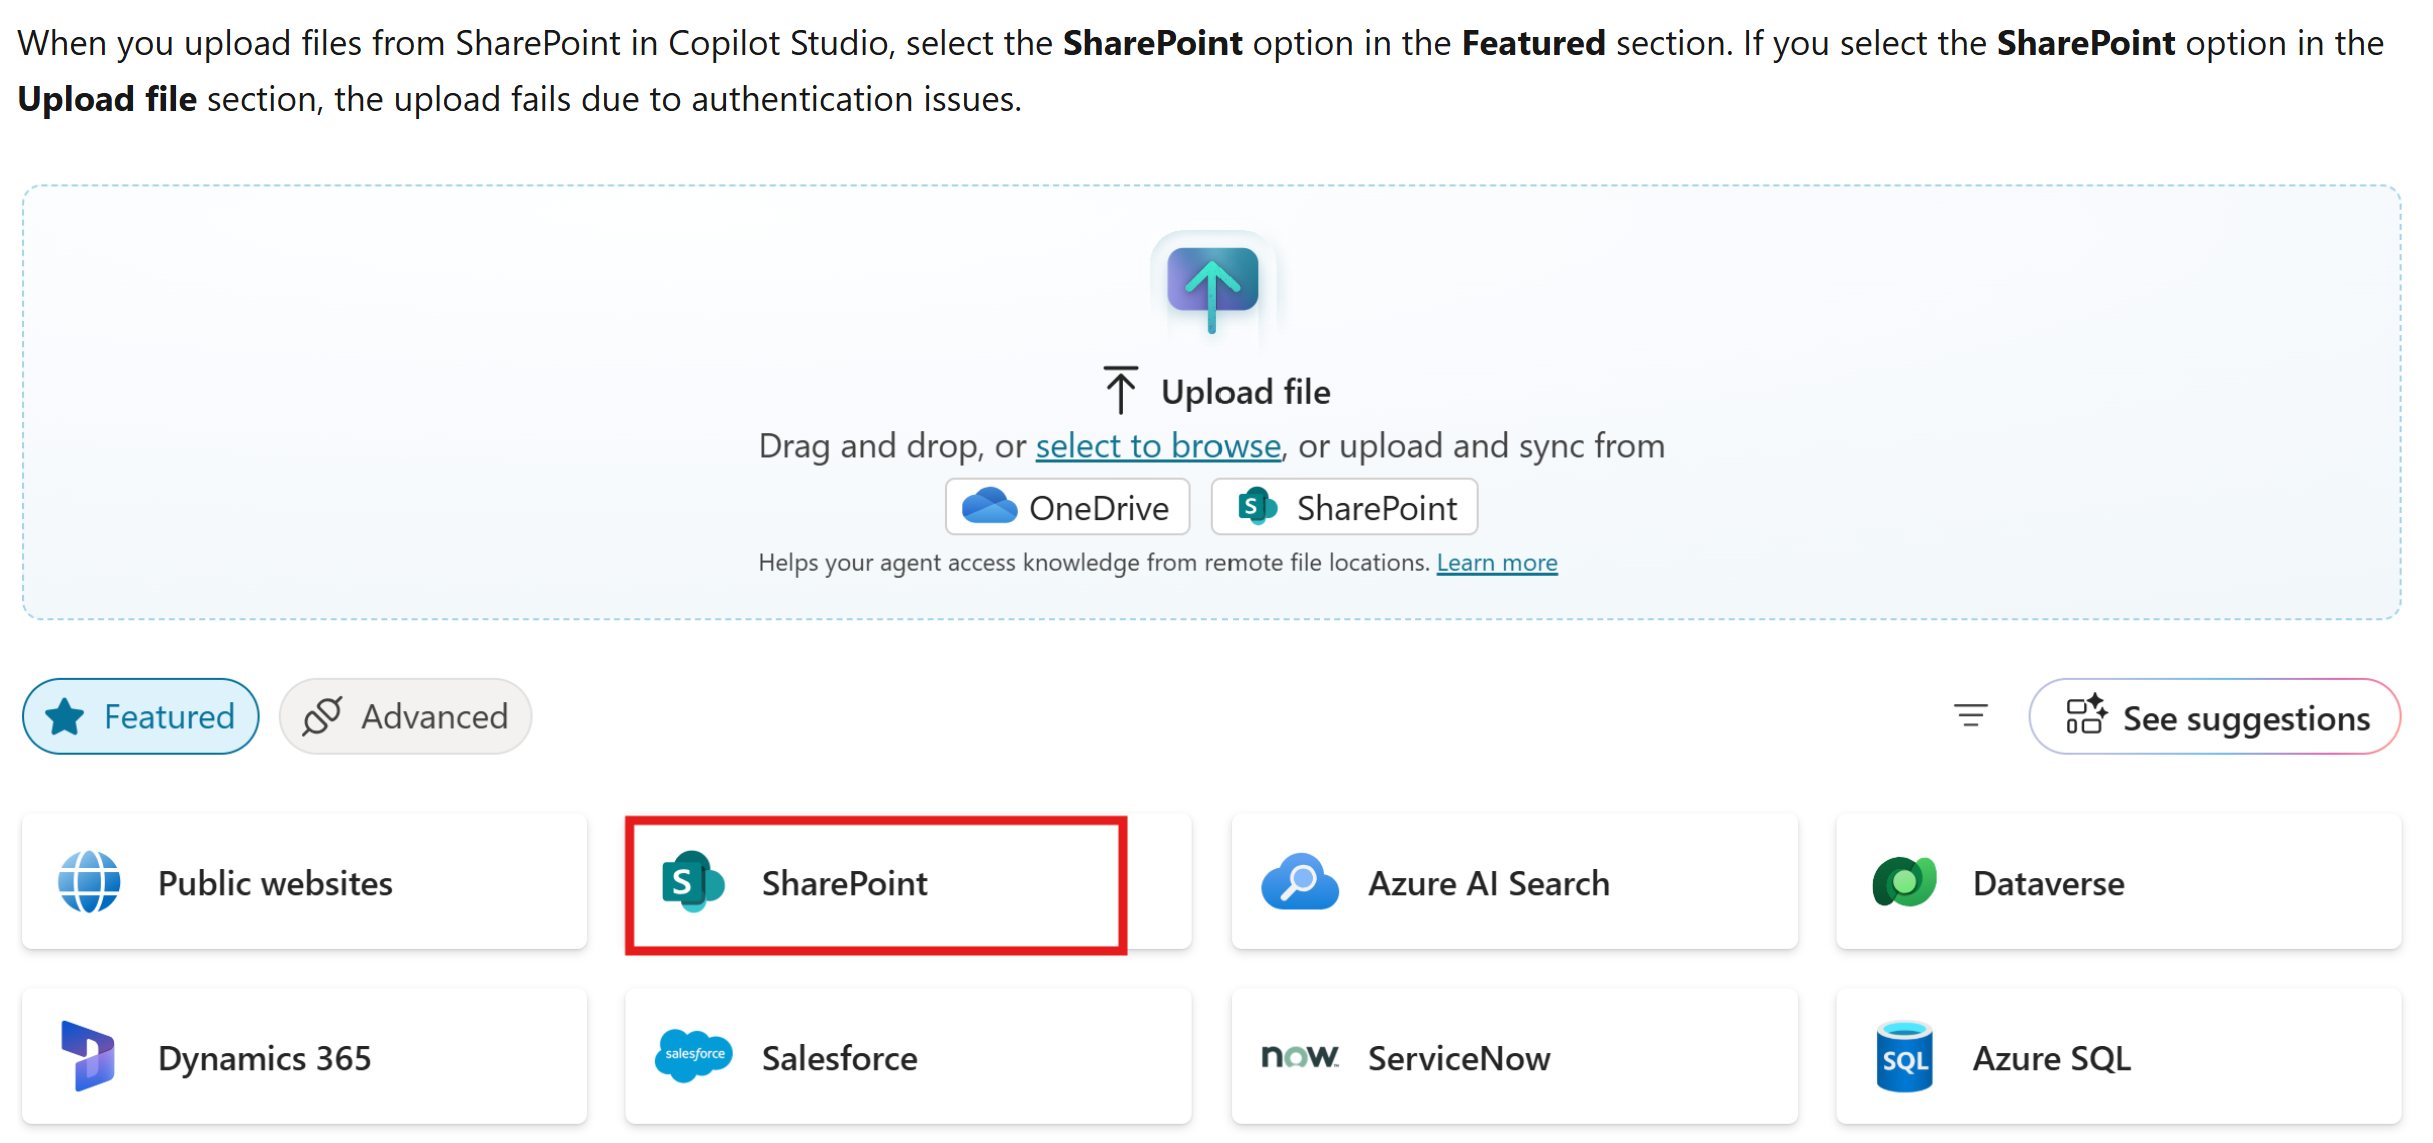 When you upload files from SharePoint in Copilot Studio, select the SharePoint option in the Featured section. If you select the SharePoint option in the
Upload file section, the upload fails due to authentication issues.
Upload file
Drag and drop, or select to browse, or upload and sync from
OneDrive
S SharePoint
Helps your agent access knowledge from remote file locations. Learn more
Featured
Advanced
See suggestions
Public websites
S SharePoint
Azure AI Search
Dataverse
Dynamics 365
salesforce Salesforce
now ServiceNow
SQL Azure SQL